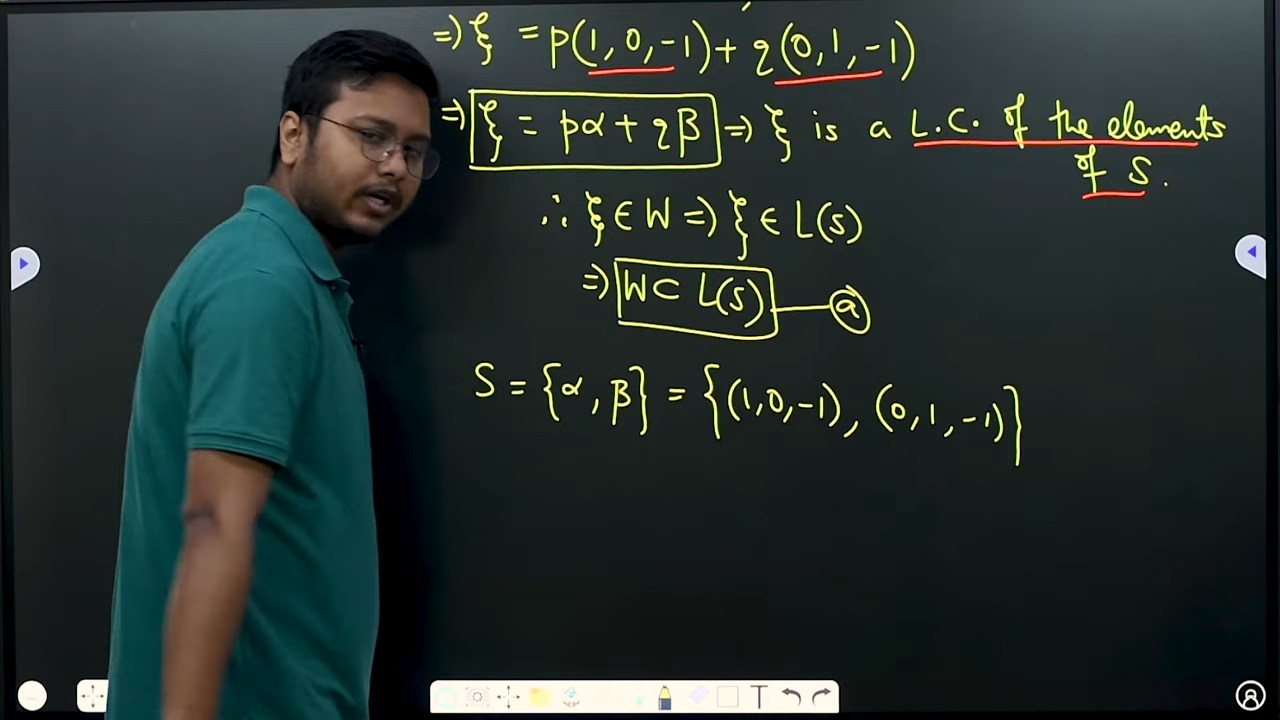 ⇒ ξ = p(1, 0, -1) + q(0, 1, -1)
⇒ ξ = pα + qβ ⇒ ξ is a L.C. of the elements
of S.
∴ ξ ∈ W ⇒ ξ ∈ L(S)
⇒ W ⊂ L(S) — ⓐ
S = {α, β} = {(1, 0, -1), (0, 1, -1)}
T